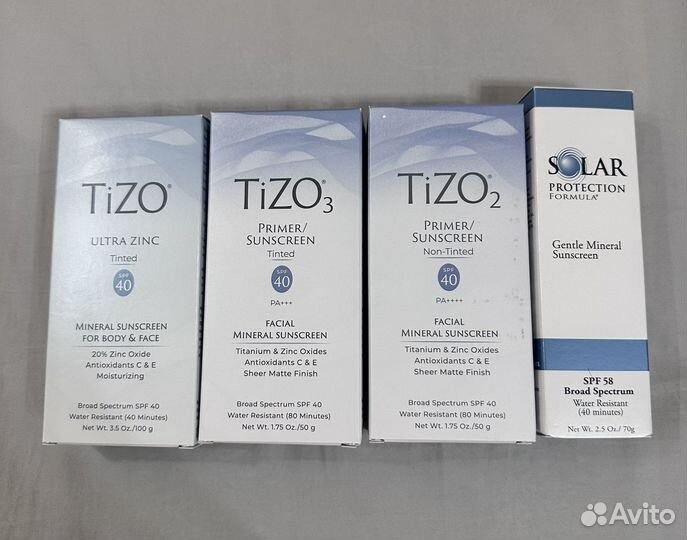 TiZO®
ULTRA ZINC
Tinted
SPF
40
MINERAL SUNSCREEN
FOR BODY & FACE
20% Zinc Oxide
Antioxidants C & E
Moisturizing
Broad Spectrum SPF 40
Water Resistant (40 Minutes)
Net Wt. 3.5 Oz./100 g
TiZO®3
PRIMER/
SUNSCREEN
Tinted
SPF
40
PA+++
FACIAL
MINERAL SUNSCREEN
Titanium & Zinc Oxides
Antioxidants C & E
Sheer Matte Finish
Broad Spectrum SPF 40
Water Resistant (80 Minutes)
Net Wt. 1.75 Oz./50 g
TiZO®2
PRIMER/
SUNSCREEN
Non-Tinted
SPF
40
PA++++
FACIAL
MINERAL SUNSCREEN
Titanium & Zinc Oxides
Antioxidants C & E
Sheer Matte Finish
Broad Spectrum SPF 40
Water Resistant (80 Minutes)
Net Wt. 1.75 Oz./50 g
SOLAR
PROTECTION
FORMULA®
Gentle Mineral
Sunscreen
SPF 58
Broad Spectrum
Water Resistant
(40 minutes)
Net Wt. 2.5 Oz./ 70g
Avito